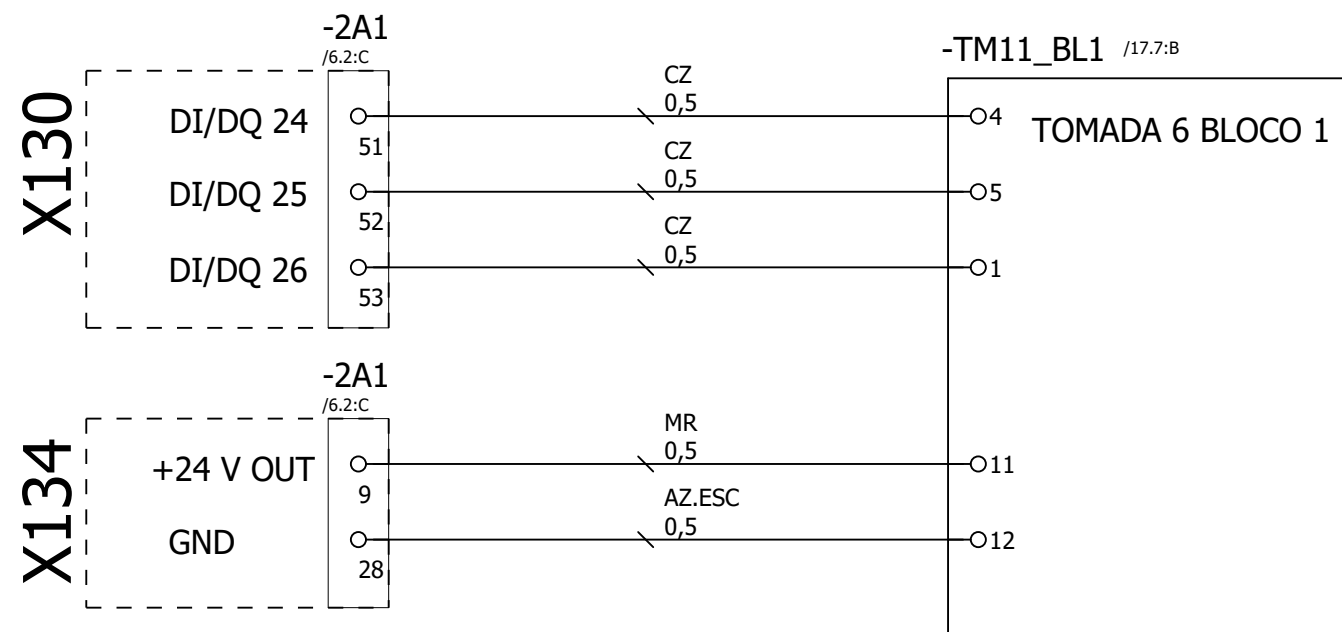 -2A1
/6.2:C
-TM11_BL1 /17.7:B
X130
DI/DQ 24
51
CZ
0,5
4
TOMADA 6 BLOCO 1
DI/DQ 25
52
CZ
0,5
5
DI/DQ 26
53
CZ
0,5
1
-2A1
/6.2:C
X134
+24 V OUT
9
MR
0,5
11
GND
28
AZ.ESC
0,5
12